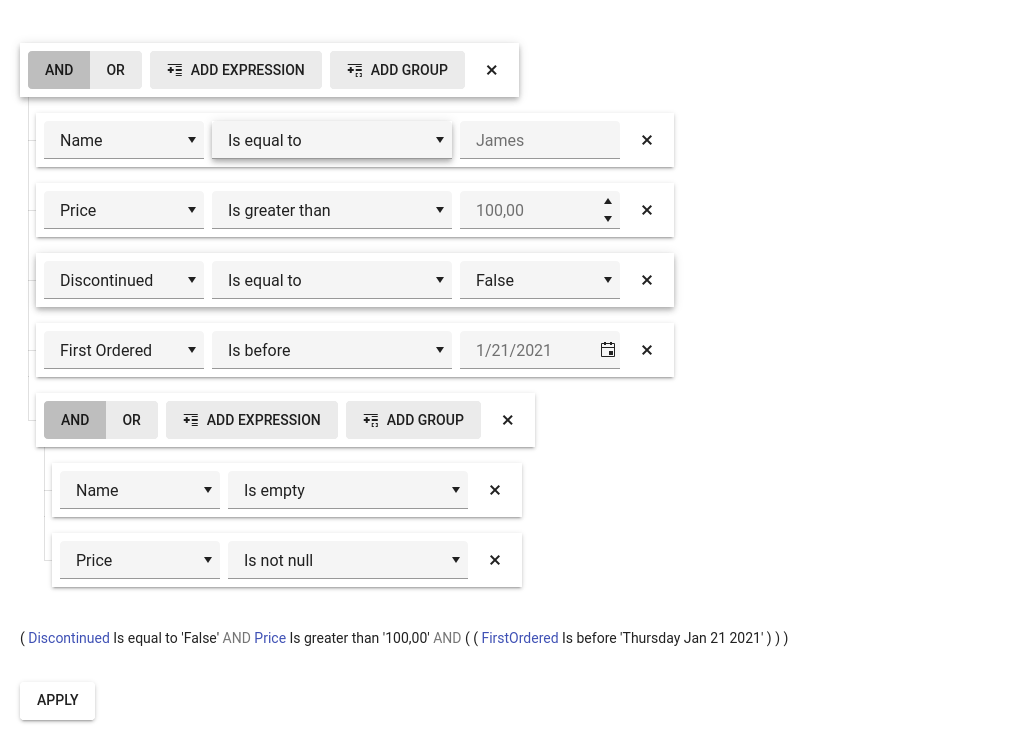 AND OR ADD EXPRESSION ADD GROUP
Name Is equal to James
Price Is greater than 100,00
Discontinued Is equal to False
First Ordered Is before 1/21/2021
AND OR ADD EXPRESSION ADD GROUP
Name Is empty
Price Is not null
( Discontinued Is equal to 'False' AND Price Is greater than '100,00' AND ( ( FirstOrdered Is before 'Thursday Jan 21 2021' ) ) )
APPLY